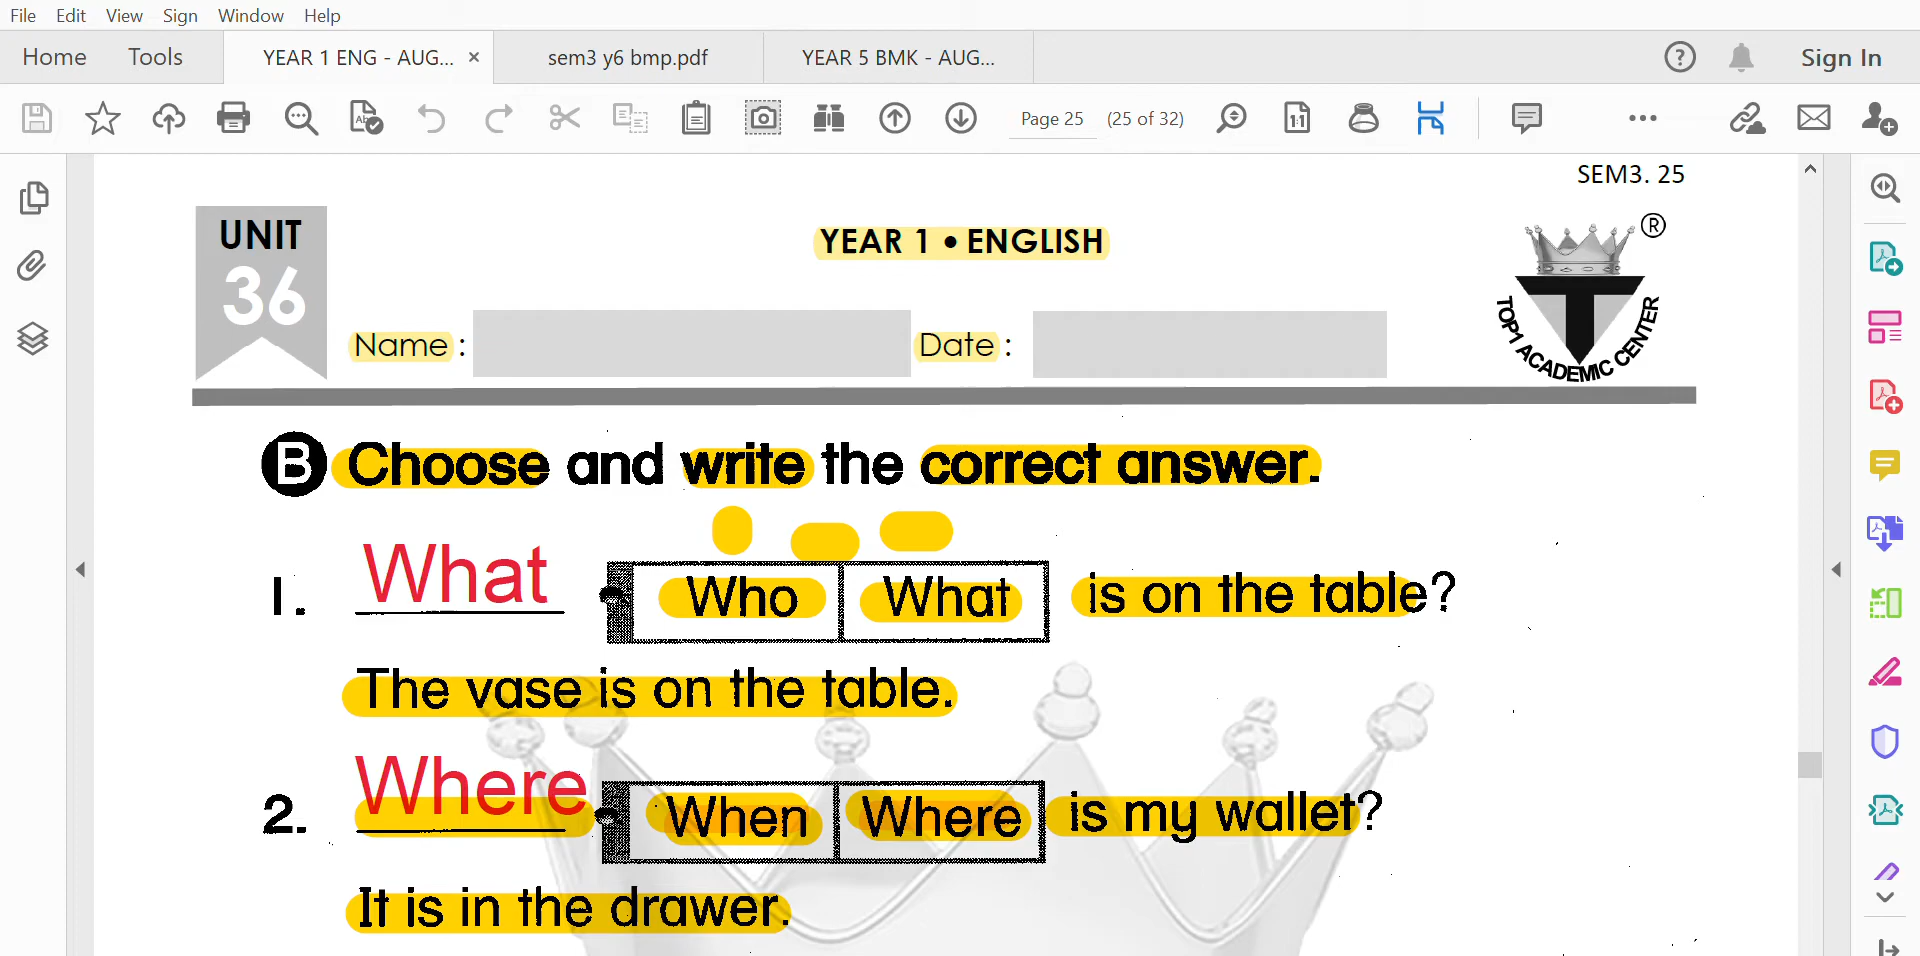 File Edit View Sign Window Help
Home Tools YEAR 1 ENG - AUG... × sem3 y6 bmp.pdf YEAR 5 BMK - AUG... Sign In
Page 25 (25 of 32)
SEM3. 25
UNIT
36
YEAR 1 • ENGLISH
Name : Date :
®
T
TOP1 ACADEMIC CENTER
B Choose and write the correct answer.
1. What Who What is on the table?
The vase is on the table.
2. Where When Where is my wallet?
It is in the drawer.